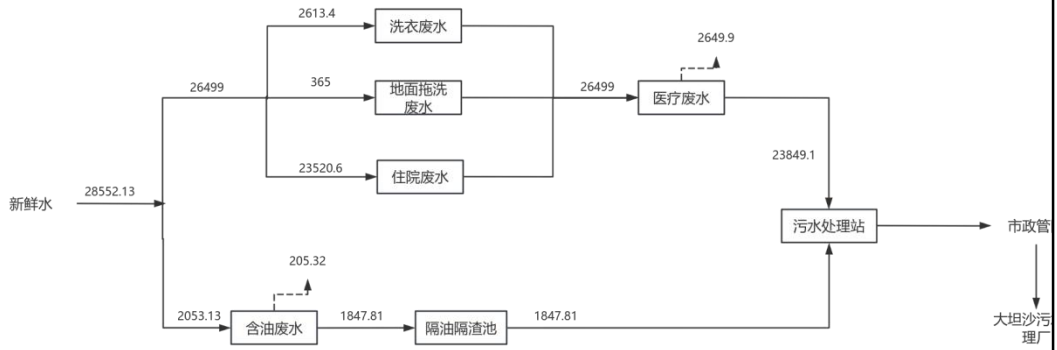 2613.4
洗衣废水
2649.9
26499
365
地面拖洗
废水
26499
医疗废水
23849.1
23520.6
住院废水
新鲜水
28552.13
污水处理站
市政管
205.32
2053.13
含油废水
1847.81
隔油隔渣池
1847.81
大坦沙污
理厂